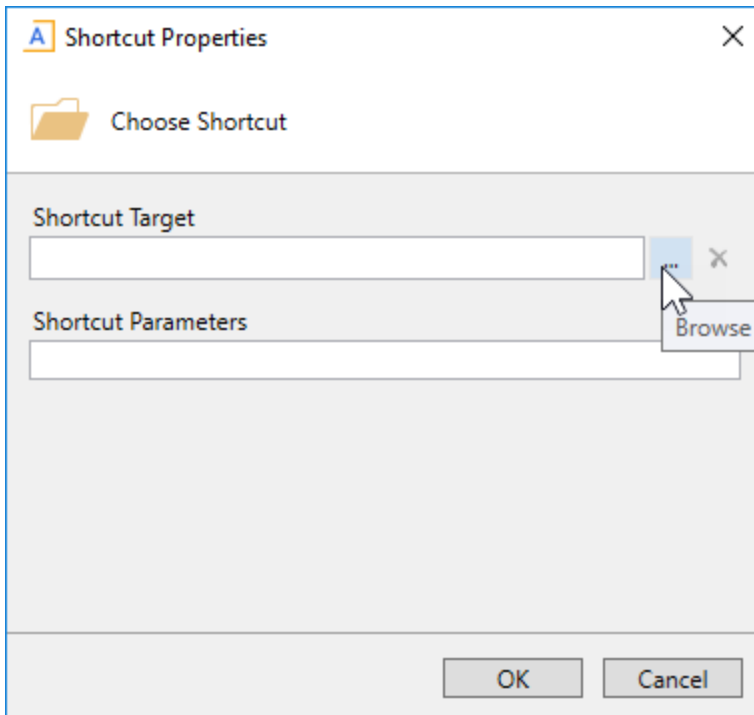 A Shortcut Properties
Choose Shortcut
Shortcut Target
...
Shortcut Parameters
Browse
OK
Cancel